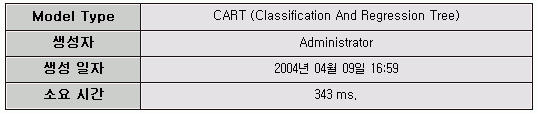 Model Type CART (Classification And Regression Tree)
생성자 Administrator
생성 일자 2004년 04월 09일 16:59
소요 시간 343 ms,